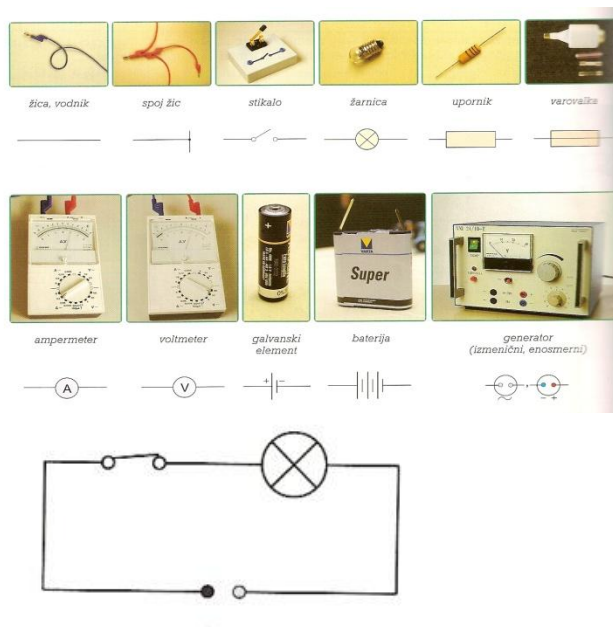 žica, vodnik
spoj žic
stikalo
žarnica
upornik
varovalka
Super
ampermeter
voltmeter
galvanski
element
baterija
generator
(izmenični, enosmerni)
A
V
+ −
− +